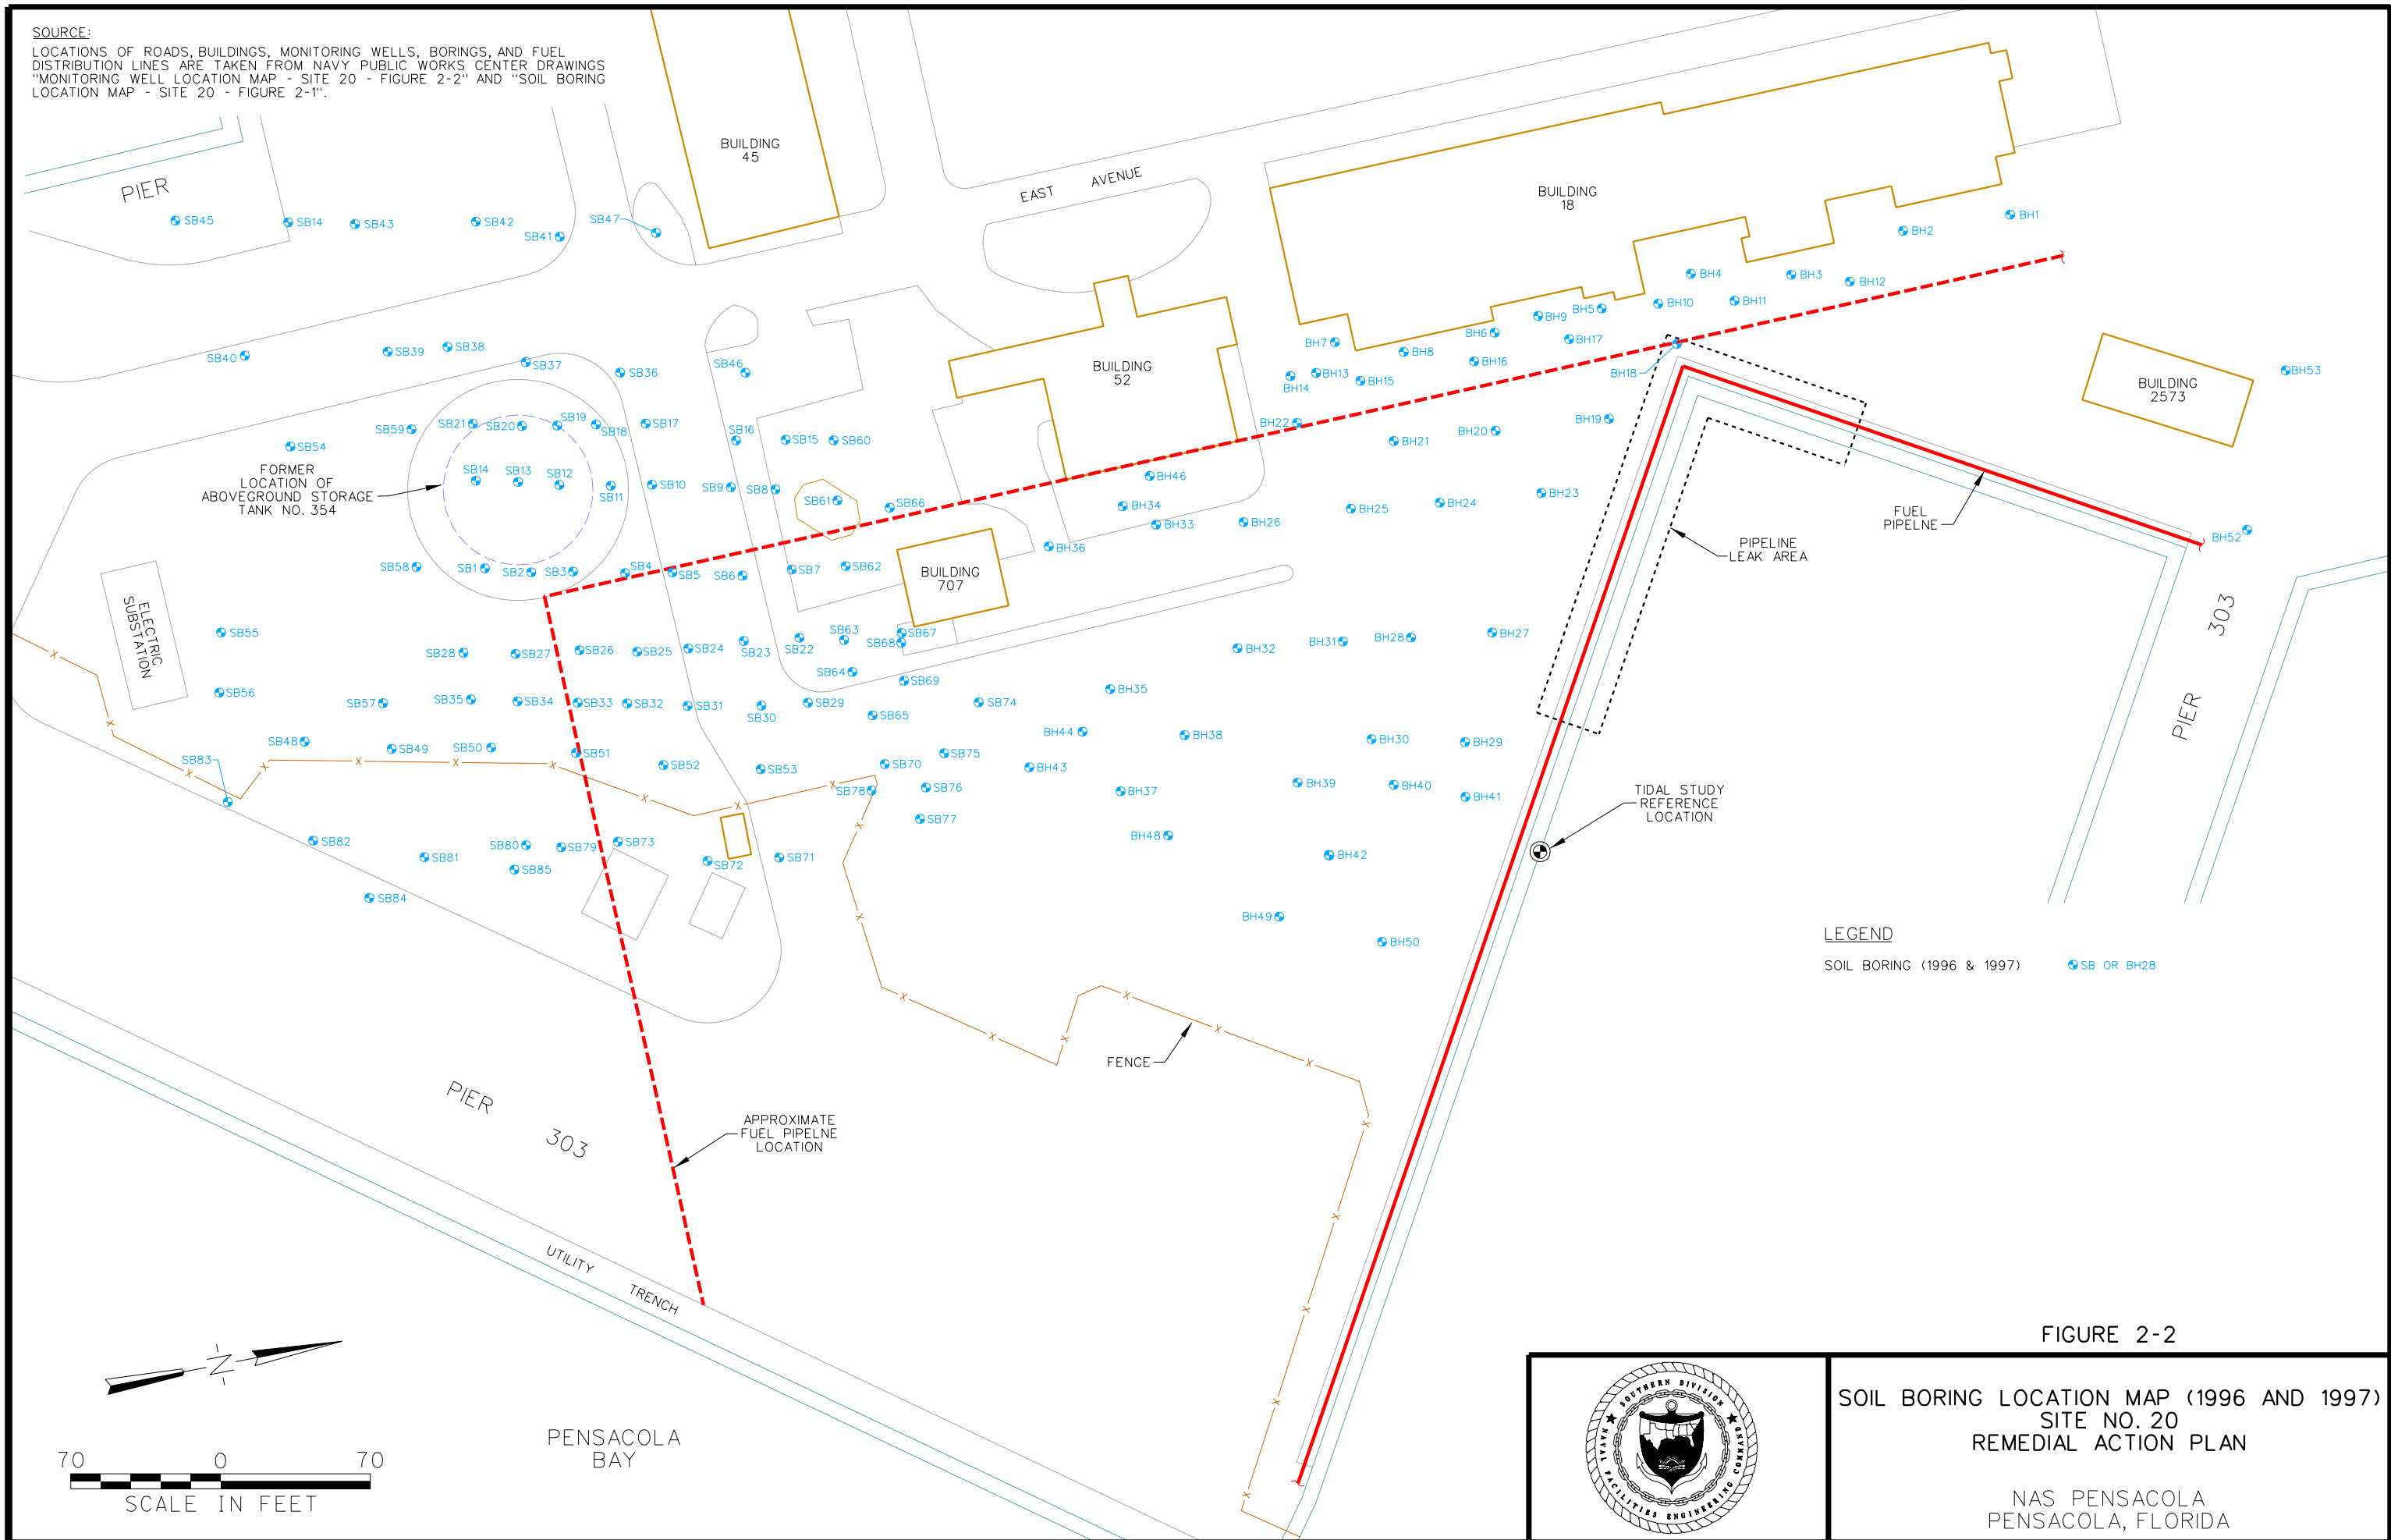 SOURCE:
LOCATIONS OF ROADS, BUILDINGS, MONITORING WELLS, BORINGS, AND FUEL
DISTRIBUTION LINES ARE TAKEN FROM NAVY PUBLIC WORKS CENTER DRAWINGS
"MONITORING WELL LOCATION MAP - SITE 20 - FIGURE 2-2" AND "SOIL BORING
LOCATION MAP - SITE 20 - FIGURE 2-1".
BUILDING
45
EAST AVENUE
BUILDING
18
PIER
SB45
SB14
SB43
SB42
SB41
SB47
BH1
BH2
BH4
BH3
BH12
BH10
BH11
BH5
BH9
BH6
BH17
BH7
BH8
BH16
SB40
SB39
SB38
SB37
SB36
SB46
BUILDING
52
BH14
BH13
BH15
BH18
BUILDING
2573
BH53
SB54
SB59
SB21
SB20
SB19
SB18
SB17
SB16
SB15
SB60
BH22
BH21
BH20
BH19
FORMER
LOCATION OF
ABOVEGROUND STORAGE
TANK NO. 354
SB14
SB13
SB12
SB11
SB10
SB9
SB8
SB61
SB66
BH46
BH34
BH33
BH26
BH25
BH24
BH23
FUEL
PIPELNE
BH52
PIPELINE
LEAK AREA
BH36
SB58
SB1
SB2
SB3
SB4
SB5
SB6
SB7
SB62
BUILDING
707
ELECTRIC
SUBSTATION
SB55
SB28
SB27
SB26
SB25
SB24
SB23
SB22
SB63
SB67
SB68
BH32
BH31
BH28
BH27
303
PIER
SB56
SB57
SB35
SB34
SB33
SB32
SB31
SB30
SB29
SB64
SB69
SB65
SB74
BH35
SB48
SB49
SB50
SB51
SB52
SB53
SB70
SB75
BH44
BH43
BH38
BH30
BH29
SB83
SB78
SB76
SB77
BH37
BH39
BH40
BH41
TIDAL STUDY
REFERENCE
LOCATION
SB82
SB81
SB80
SB79
SB73
SB72
SB71
SB85
SB84
BH48
BH42
BH49
BH50
LEGEND
SOIL BORING (1996 & 1997) SB OR BH28
FENCE
PIER 303
APPROXIMATE
FUEL PIPELNE
LOCATION
UTILITY TRENCH
N
PENSACOLA
BAY
70 0 70
SCALE IN FEET
FIGURE 2-2
SOUTHERN DIVISION
NAVAL FACILITIES ENGINEERING COMMAND
SOIL BORING LOCATION MAP (1996 AND 1997)
SITE NO. 20
REMEDIAL ACTION PLAN
NAS PENSACOLA
PENSACOLA, FLORIDA